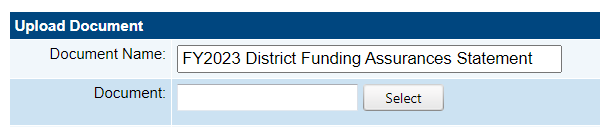 Upload Document
Document Name: FY2023 District Funding Assurances Statement
Document: Select